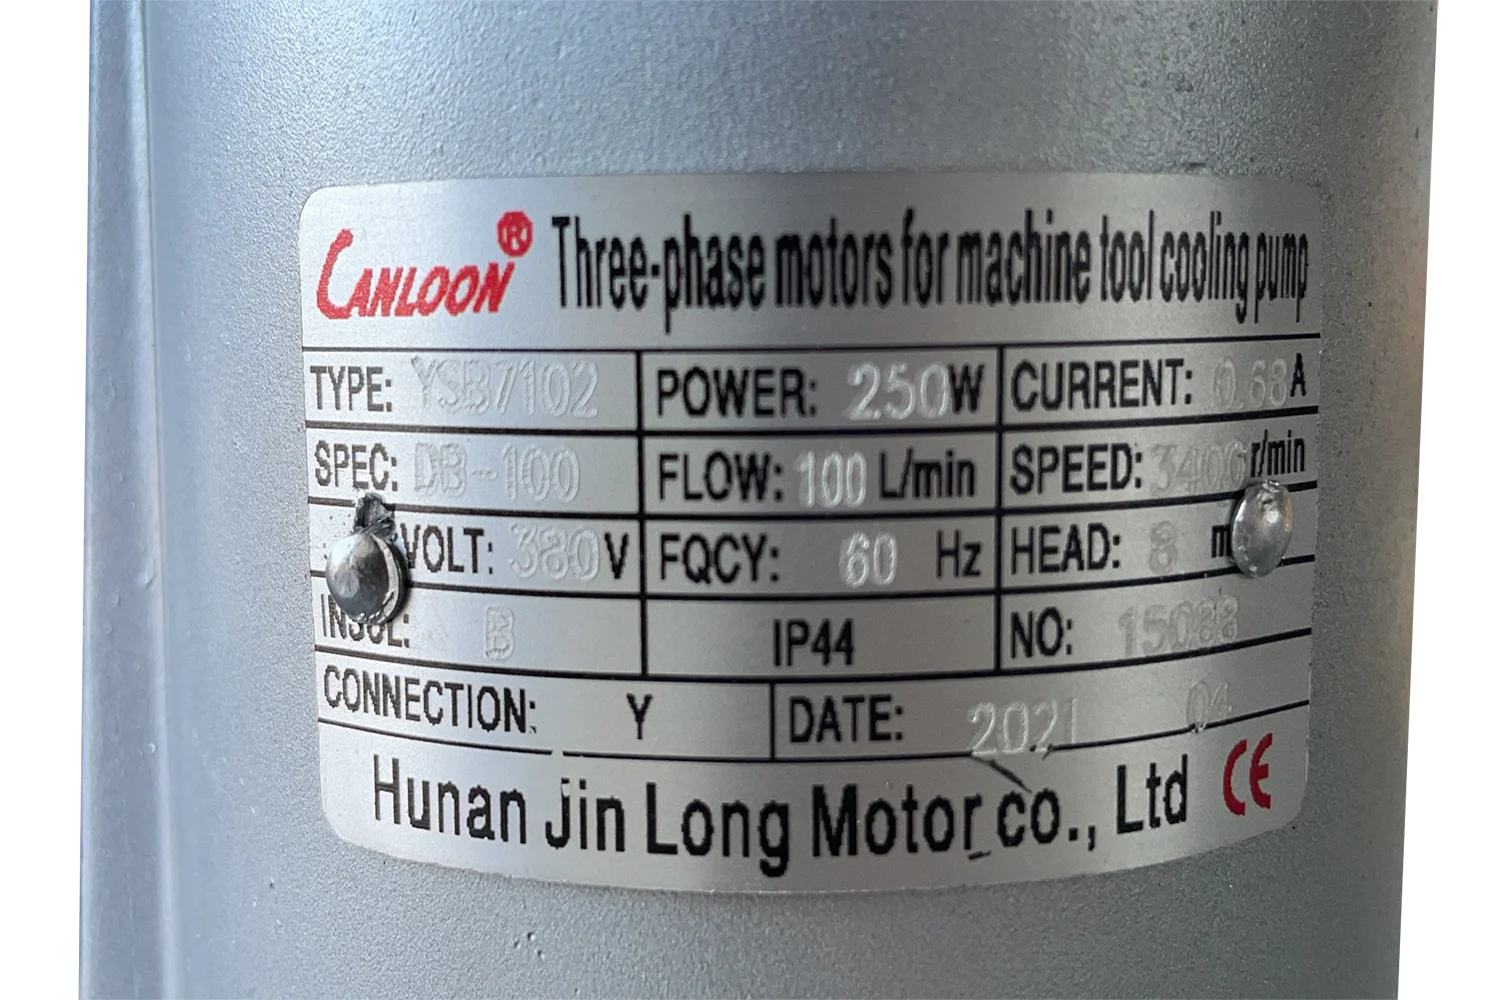 CANLOON® Three-phase motors for machine tool cooling pump
TYPE: YSB7102 POWER: 250W CURRENT: 0.68A
SPEC: DB-100 FLOW: 100 L/min SPEED: 3400r/min
VOLT: 380V FQCY: 60 Hz HEAD: 8 m
INSUL: B IP44 NO:
CONNECTION: Y DATE: 2021 04
Hunan Jin Long Motor co., Ltd CE